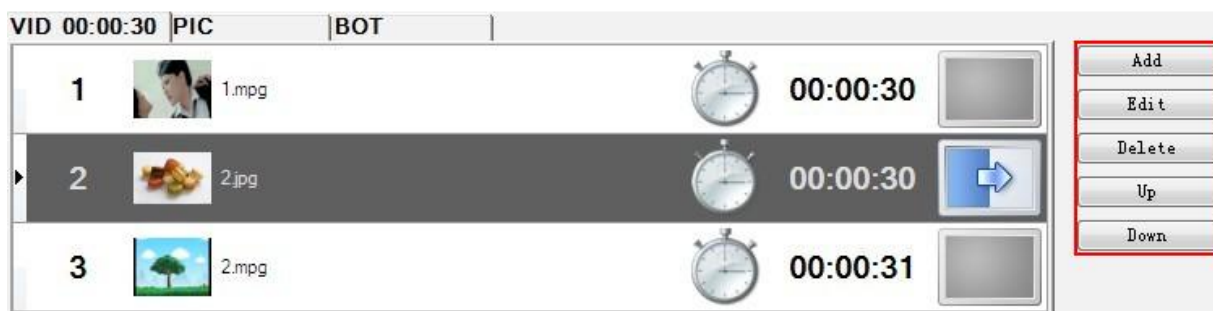 VID 00:00:30 PIC BOT
1 1.mpg 00:00:30
2 2.jpg 00:00:30
3 2.mpg 00:00:31
Add
Edit
Delete
Up
Down